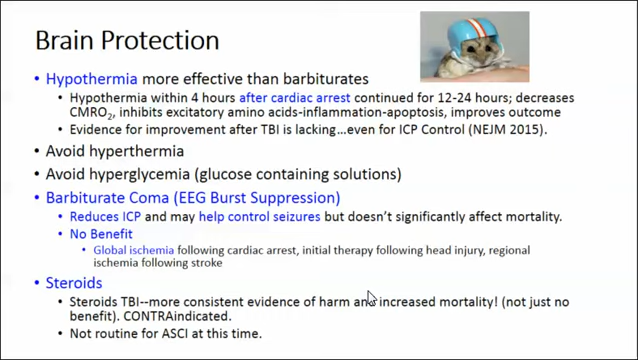 Brain Protection
• Hypothermia more effective than barbiturates
• Hypothermia within 4 hours after cardiac arrest continued for 12-24 hours; decreases
CMRO2, inhibits excitatory amino acids-inflammation-apoptosis, improves outcome
• Evidence for improvement after TBI is lacking…even for ICP Control (NEJM 2015).
• Avoid hyperthermia
• Avoid hyperglycemia (glucose containing solutions)
• Barbiturate Coma (EEG Burst Suppression)
• Reduces ICP and may help control seizures but doesn't significantly affect mortality.
• No Benefit
• Global ischemia following cardiac arrest, initial therapy following head injury, regional
ischemia following stroke
• Steroids
• Steroids TBI--more consistent evidence of harm and increased mortality! (not just no
benefit). CONTRAindicated.
• Not routine for ASCI at this time.